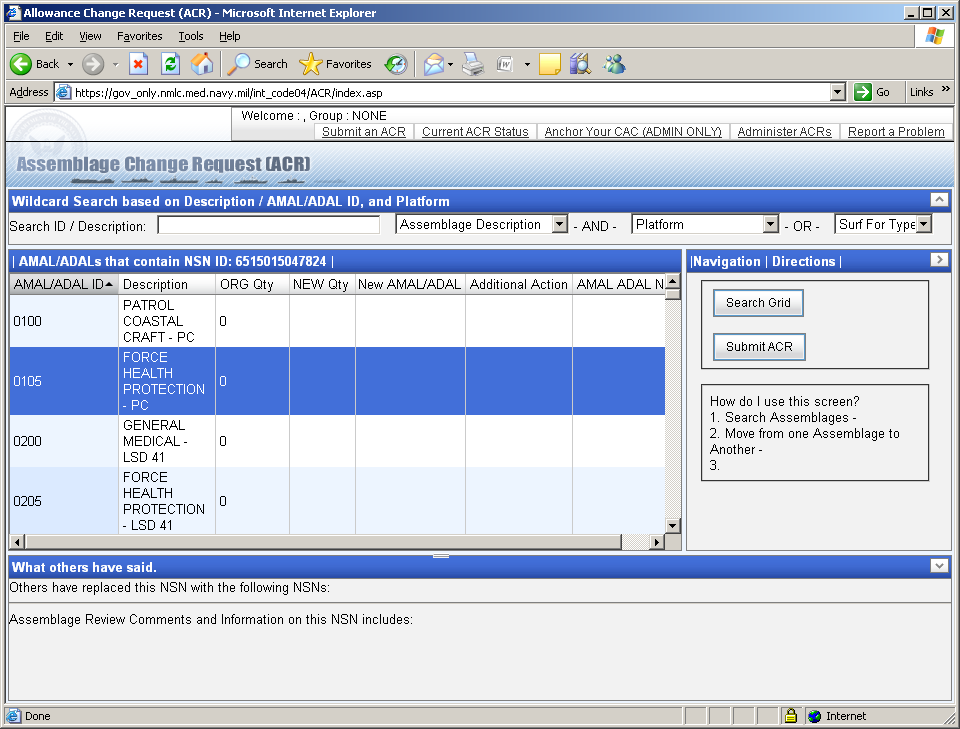 Allowance Change Request (ACR) - Microsoft Internet Explorer
File Edit View Favorites Tools Help
Back Search Favorites
Address https://gov_only.nmlc.med.navy.mil/int_code04/ACR/index.asp Go Links »
Welcome : , Group : NONE
Submit an ACR Current ACR Status Anchor Your CAC (ADMIN ONLY) Administer ACRs Report a Problem
Assemblage Change Request (ACR)
Wildcard Search based on Description / AMAL/ADAL ID, and Platform
Search ID / Description: Assemblage Description - AND - Platform - OR - Surf For Type
| AMAL/ADALs that contain NSN ID: 6515015047824 |
AMAL/ADAL ID Description ORG Qty NEW Qty New AMAL/ADAL Additional Action AMAL ADAL N
PATROL
0100 COASTAL 0
CRAFT - PC
FORCE
HEALTH
0105 PROTECTION 0
- PC
GENERAL
0200 MEDICAL - 0
LSD 41
FORCE
HEALTH
0205 PROTECTION 0
- LSD 41
|Navigation | Directions |
Search Grid
Submit ACR
How do I use this screen?
1. Search Assemblages -
2. Move from one Assemblage to
Another -
3.
What others have said.
Others have replaced this NSN with the following NSNs:
Assemblage Review Comments and Information on this NSN includes:
Done Internet